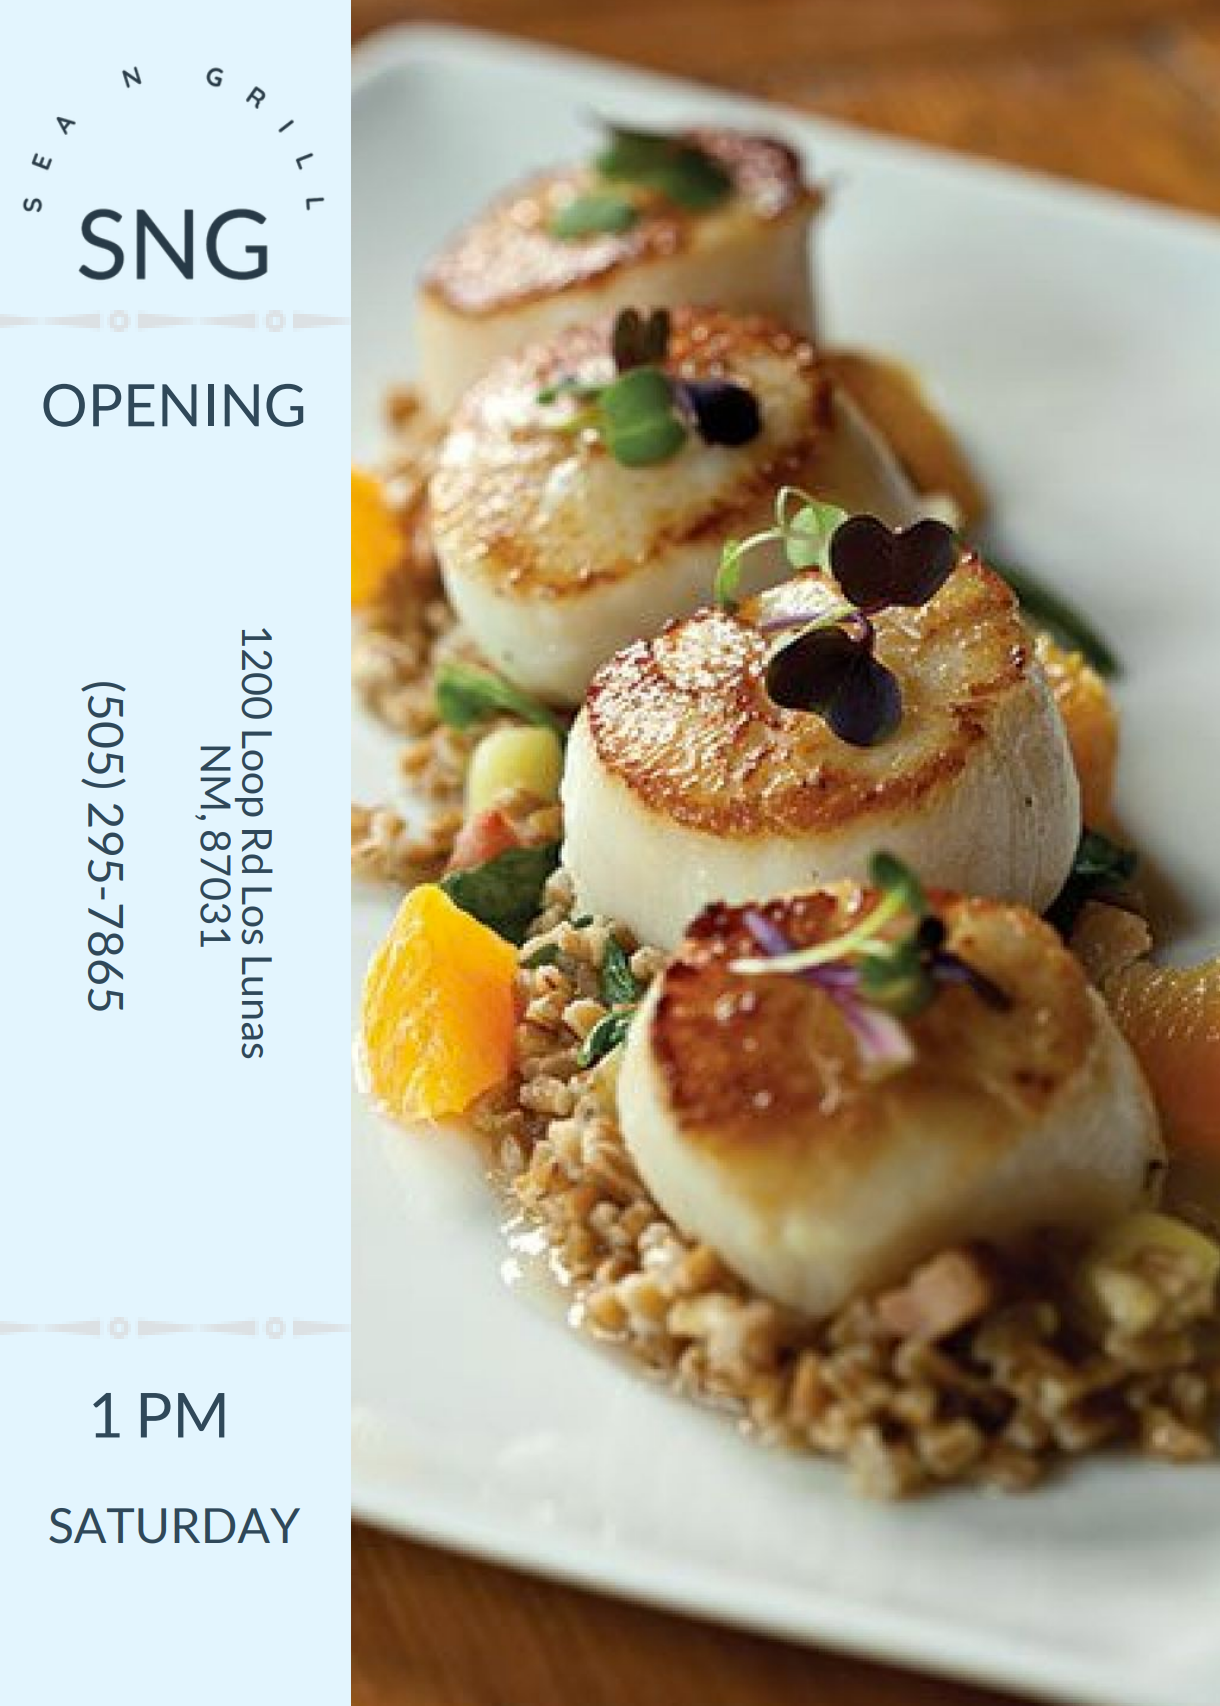 SEA N GRILL
SNG
OPENING
1200 Loop Rd Los Lunas
NM, 87031
(505) 295-7865
1 PM
SATURDAY